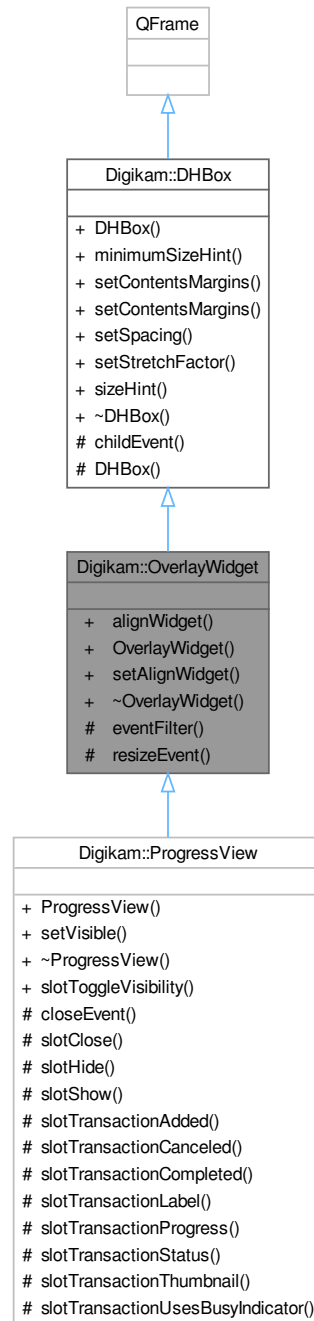 QFrame
Digikam::DHBox
+ DHBox()
+ minimumSizeHint()
+ setContentsMargins()
+ setContentsMargins()
+ setSpacing()
+ setStretchFactor()
+ sizeHint()
+ ~DHBox()
# childEvent()
# DHBox()
Digikam::OverlayWidget
+ alignWidget()
+ OverlayWidget()
+ setAlignWidget()
+ ~OverlayWidget()
# eventFilter()
# resizeEvent()
Digikam::ProgressView
+ ProgressView()
+ setVisible()
+ ~ProgressView()
+ slotToggleVisibility()
# closeEvent()
# slotClose()
# slotHide()
# slotShow()
# slotTransactionAdded()
# slotTransactionCanceled()
# slotTransactionCompleted()
# slotTransactionLabel()
# slotTransactionProgress()
# slotTransactionStatus()
# slotTransactionThumbnail()
# slotTransactionUsesBusyIndicator()